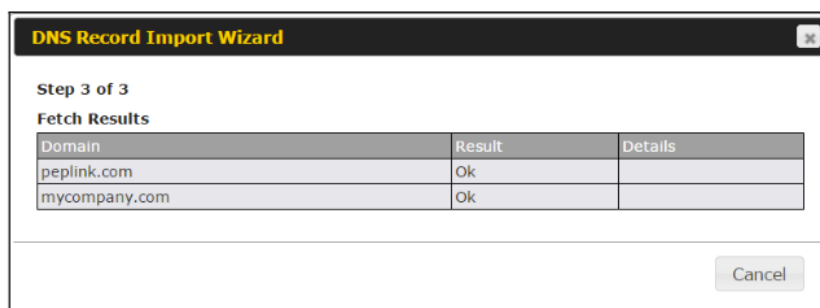 DNS Record Import Wizard
Step 3 of 3
Fetch Results
Domain Result Details
peplink.com Ok
mycompany.com Ok
Cancel